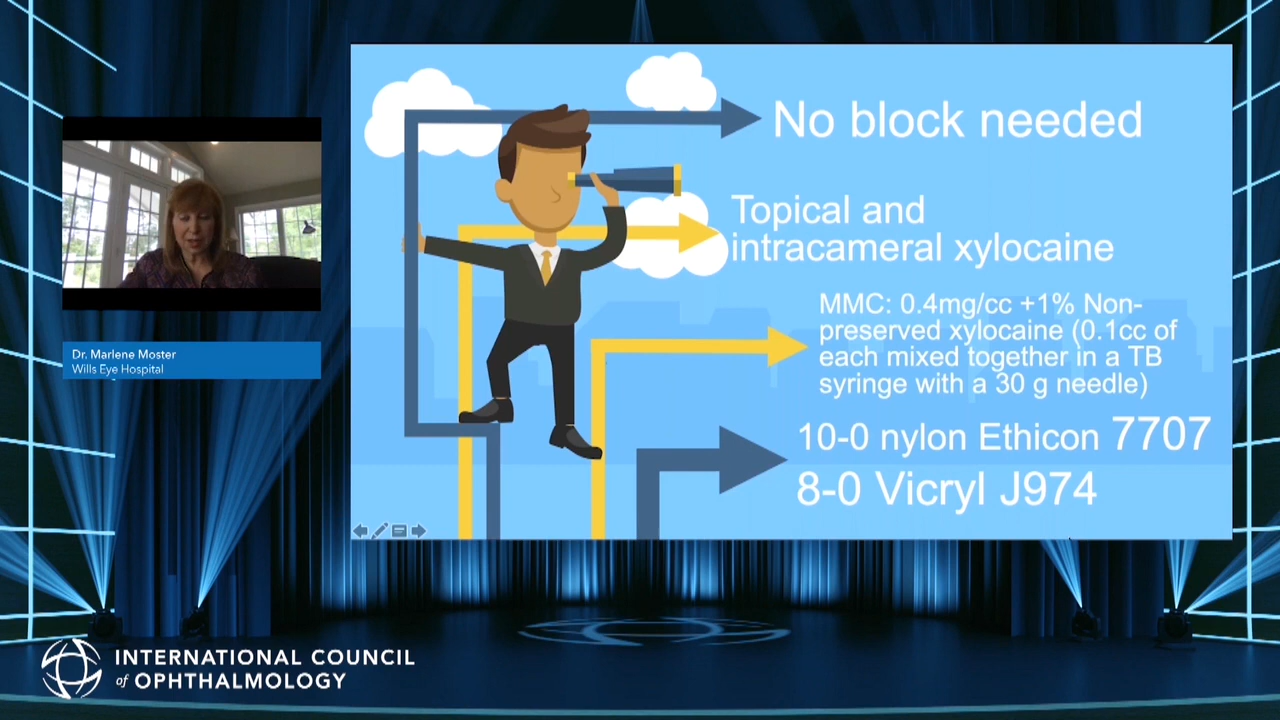 No block needed
Topical and
intracameral xylocaine
MMC: 0.4mg/cc +1% Non-
preserved xylocaine (0.1cc of
each mixed together in a TB
syringe with a 30 g needle)
10-0 nylon Ethicon 7707
8-0 Vicryl J974
Dr. Marlene Moster
Wills Eye Hospital
INTERNATIONAL COUNCIL
of OPHTHALMOLOGY